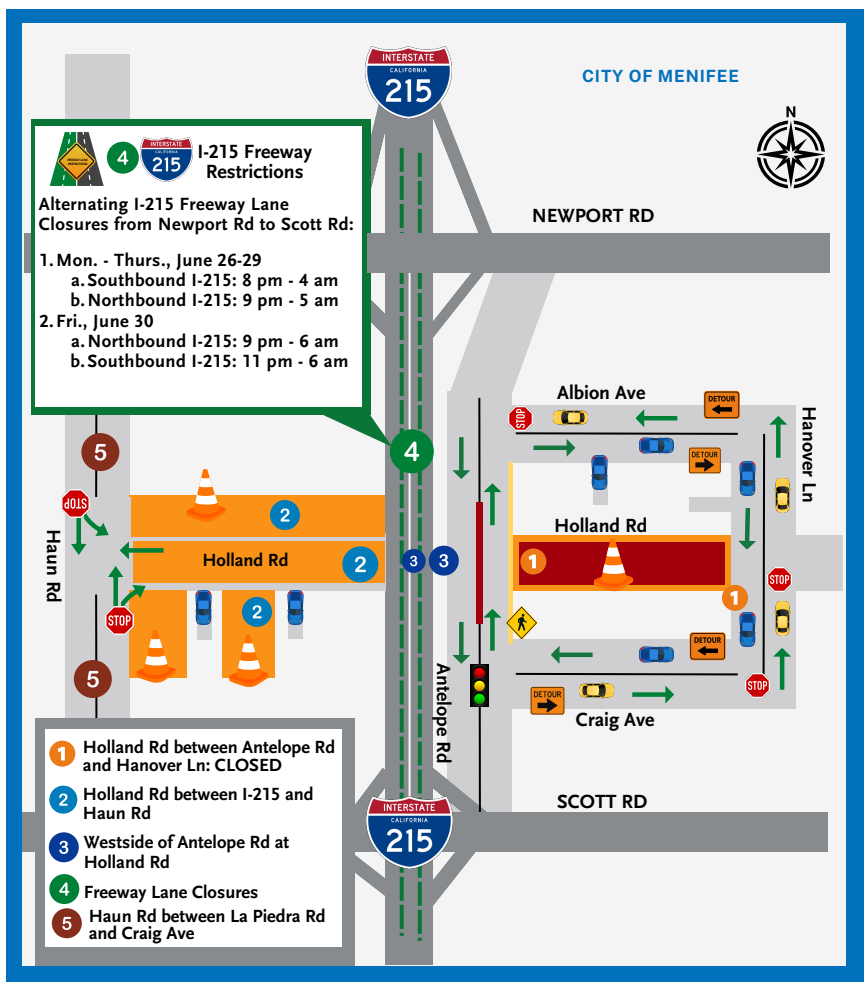 INTERSTATE
CALIFORNIA
215
CITY OF MENIFEE
N
FREEWAY LANE
RESTRICTIONS
4
INTERSTATE
215
I-215 Freeway
Restrictions
Alternating I-215 Freeway Lane
Closures from Newport Rd to Scott Rd:
1. Mon. - Thurs., June 26-29
a. Southbound I-215: 8 pm - 4 am
b. Northbound I-215: 9 pm - 5 am
2. Fri., June 30
a. Northbound I-215: 9 pm - 6 am
b. Southbound I-215: 11 pm - 6 am
NEWPORT RD
Albion Ave
DETOUR
STOP
Hanover Ln
4
5
DETOUR
STOP
2
Holland Rd
Haun Rd
Holland Rd
2
3
3
1
STOP
1
2
STOP
DETOUR
5
Antelope Rd
STOP
DETOUR
Craig Ave
1
Holland Rd between Antelope Rd
and Hanover Ln: CLOSED
2
Holland Rd between I-215 and
Haun Rd
3
Westside of Antelope Rd at
Holland Rd
4
Freeway Lane Closures
5
Haun Rd between La Piedra Rd
and Craig Ave
INTERSTATE
CALIFORNIA
215
SCOTT RD